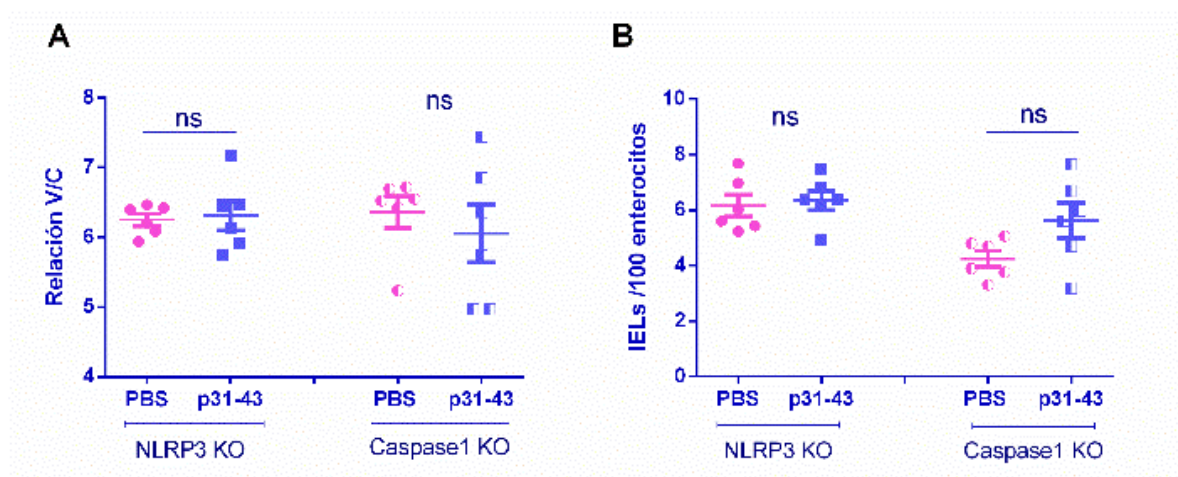 A
Relación V/C
8
7
6
5
4
ns
ns
PBS
p31-43
PBS
p31-43
NLRP3 KO
Caspase1 KO
B
IELs /100 enterocitos
10
8
6
4
2
0
ns
ns
PBS
p31-43
PBS
p31-43
NLRP3 KO
Caspase1 KO